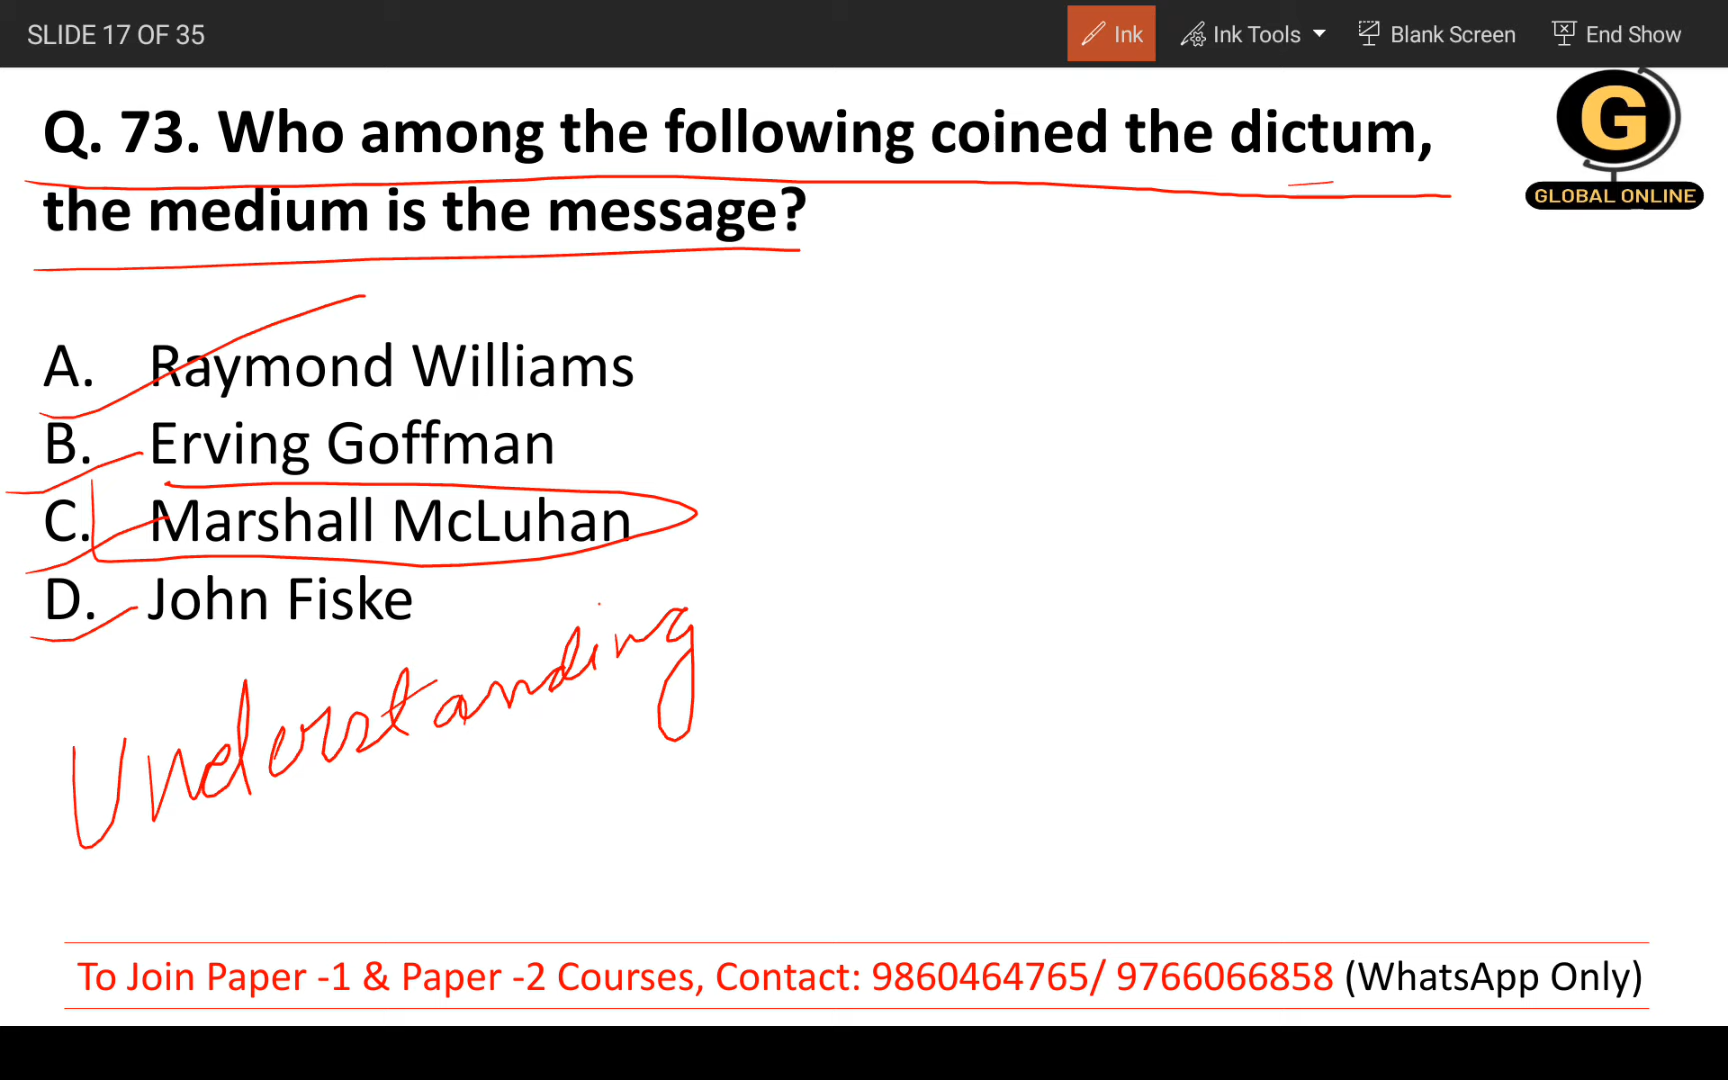 SLIDE 17 OF 35
Ink
Ink Tools
Blank Screen
End Show
G
GLOBAL ONLINE
Q. 73. Who among the following coined the dictum,
the medium is the message?
A. Raymond Williams
B. Erving Goffman
C. Marshall McLuhan
D. John Fiske
Understanding
To Join Paper -1 & Paper -2 Courses, Contact: 9860464765/ 9766066858 (WhatsApp Only)